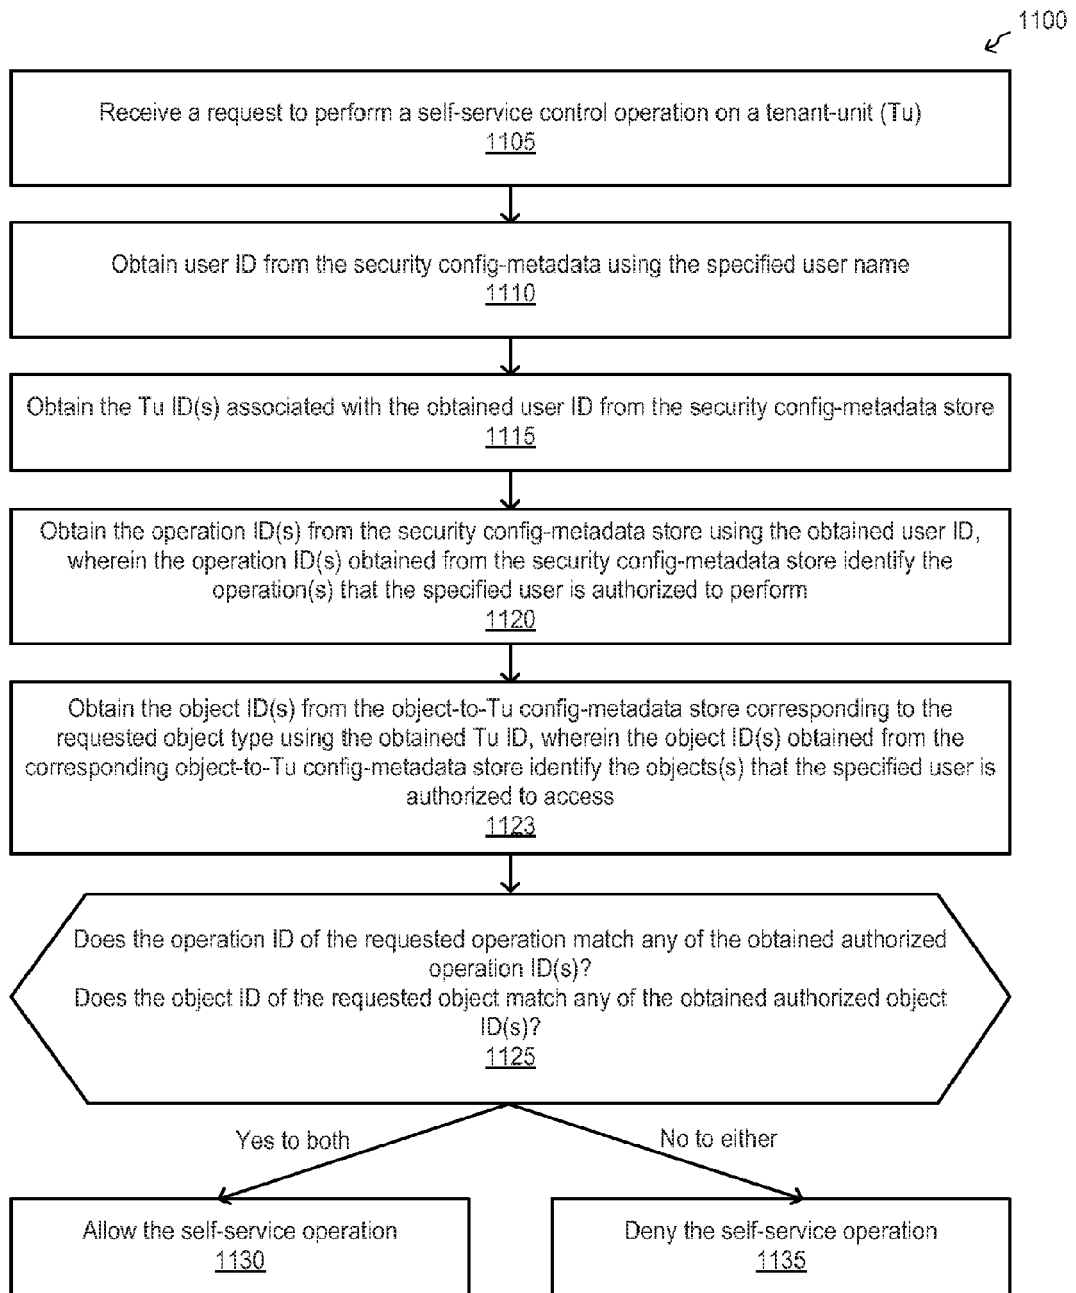 1100
Receive a request to perform a self-service control operation on a tenant-unit (Tu)
1105
Obtain user ID from the security config-metadata using the specified user name
1110
Obtain the Tu ID(s) associated with the obtained user ID from the security config-metadata store
1115
Obtain the operation ID(s) from the security config-metadata store using the obtained user ID,
wherein the operation ID(s) obtained from the security config-metadata store identify the
operation(s) that the specified user is authorized to perform
1120
Obtain the object ID(s) from the object-to-Tu config-metadata store corresponding to the
requested object type using the obtained Tu ID, wherein the object ID(s) obtained from the
corresponding object-to-Tu config-metadata store identify the objects(s) that the specified user is
authorized to access
1123
Does the operation ID of the requested operation match any of the obtained authorized
operation ID(s)?
Does the object ID of the requested object match any of the obtained authorized object
ID(s)?
1125
Yes to both
No to either
Allow the self-service operation
1130
Deny the self-service operation
1135